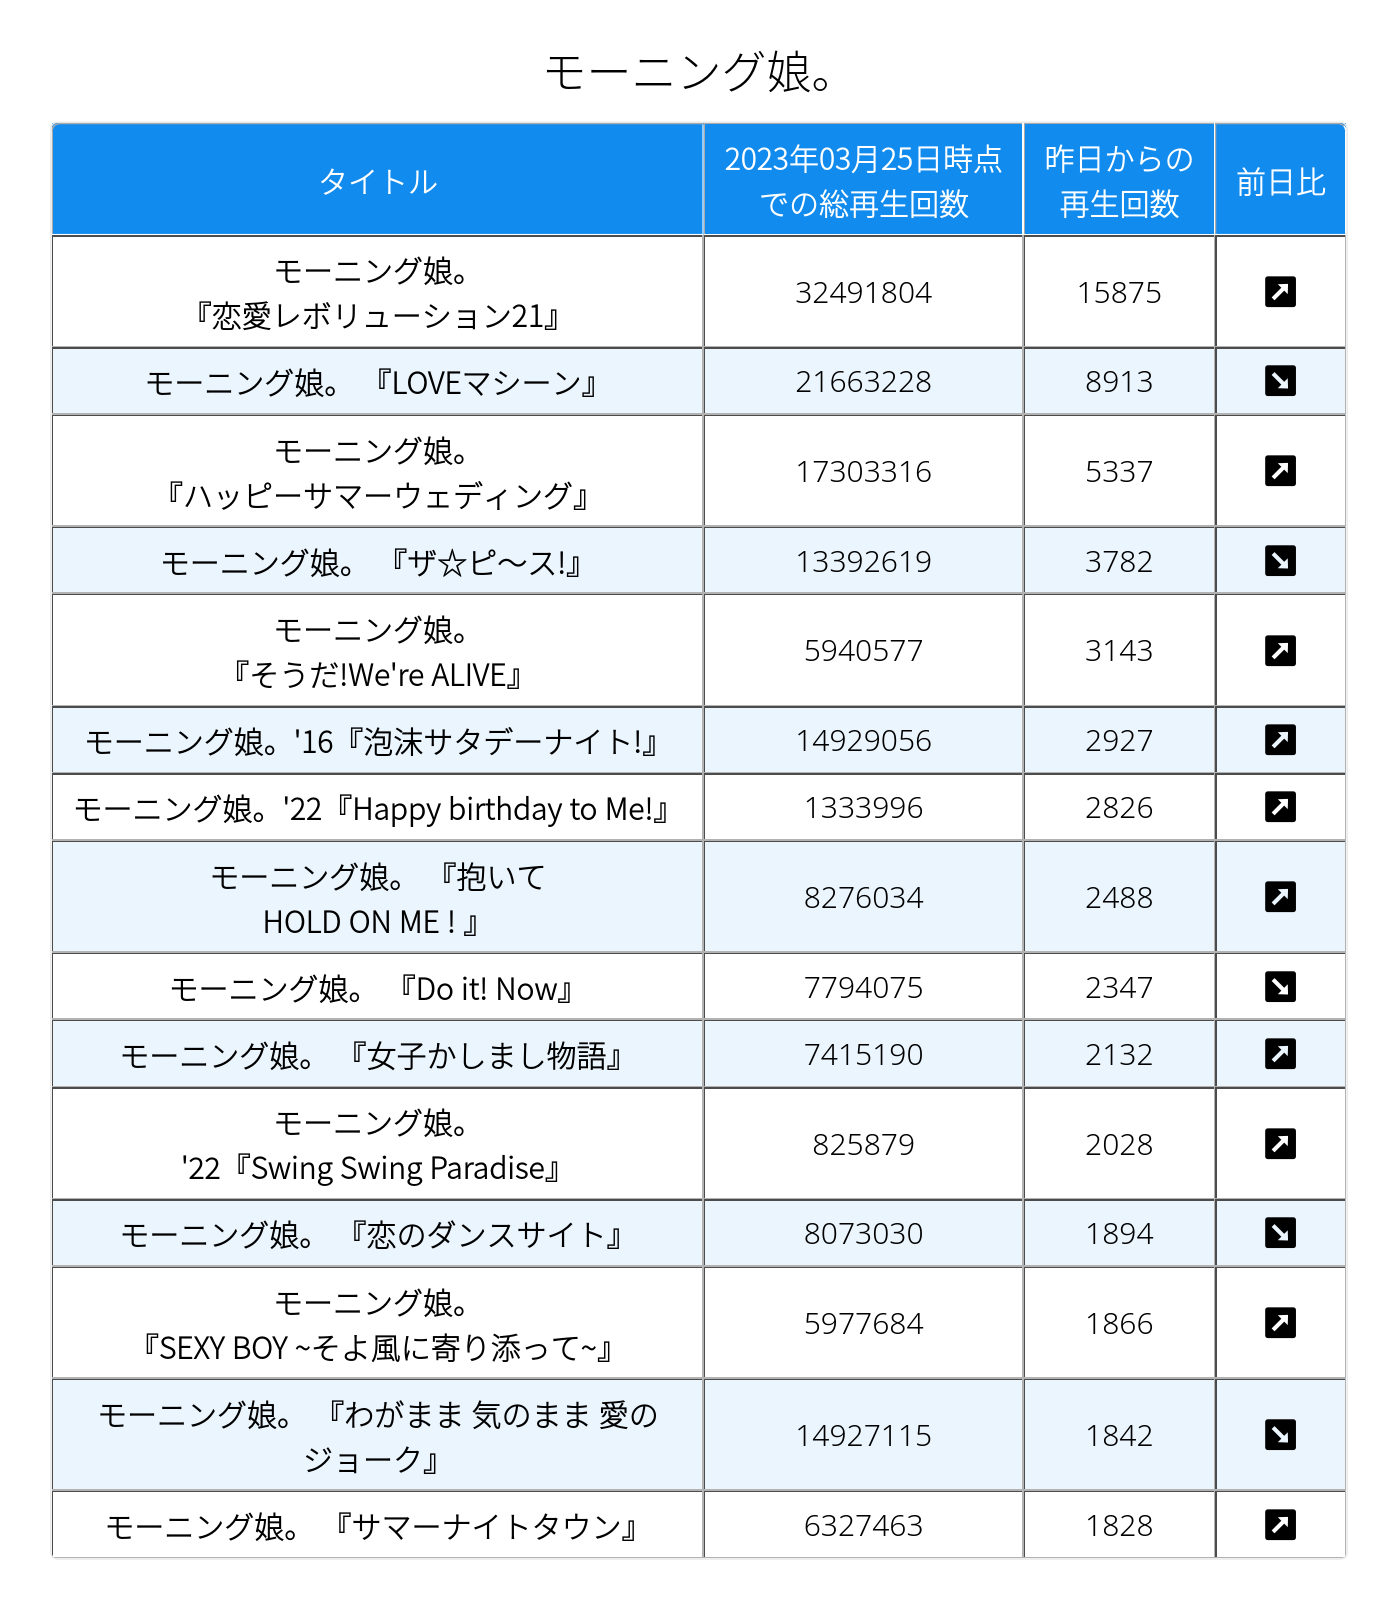 モーニング娘。
タイトル
2023年03月25日時点
での総再生回数
昨日からの
再生回数
前日比
モーニング娘。
『恋愛レボリューション21』
32491804
15875
モーニング娘。 『LOVEマシーン』
21663228
8913
モーニング娘。
『ハッピーサマーウェディング』
17303316
5337
モーニング娘。 『ザ☆ピ～ス!』
13392619
3782
モーニング娘。
『そうだ!We're ALIVE』
5940577
3143
モーニング娘。'16『泡沫サタデーナイト!』
14929056
2927
モーニング娘。'22『Happy birthday to Me!』
1333996
2826
モーニング娘。 『抱いて
HOLD ON ME ! 』
8276034
2488
モーニング娘。 『Do it! Now』
7794075
2347
モーニング娘。 『女子かしまし物語』
7415190
2132
モーニング娘。
'22『Swing Swing Paradise』
825879
2028
モーニング娘。 『恋のダンスサイト』
8073030
1894
モーニング娘。
『SEXY BOY ~そよ風に寄り添って~』
5977684
1866
モーニング娘。 『わがまま 気のまま 愛の
ジョーク』
14927115
1842
モーニング娘。 『サマーナイトタウン』
6327463
1828